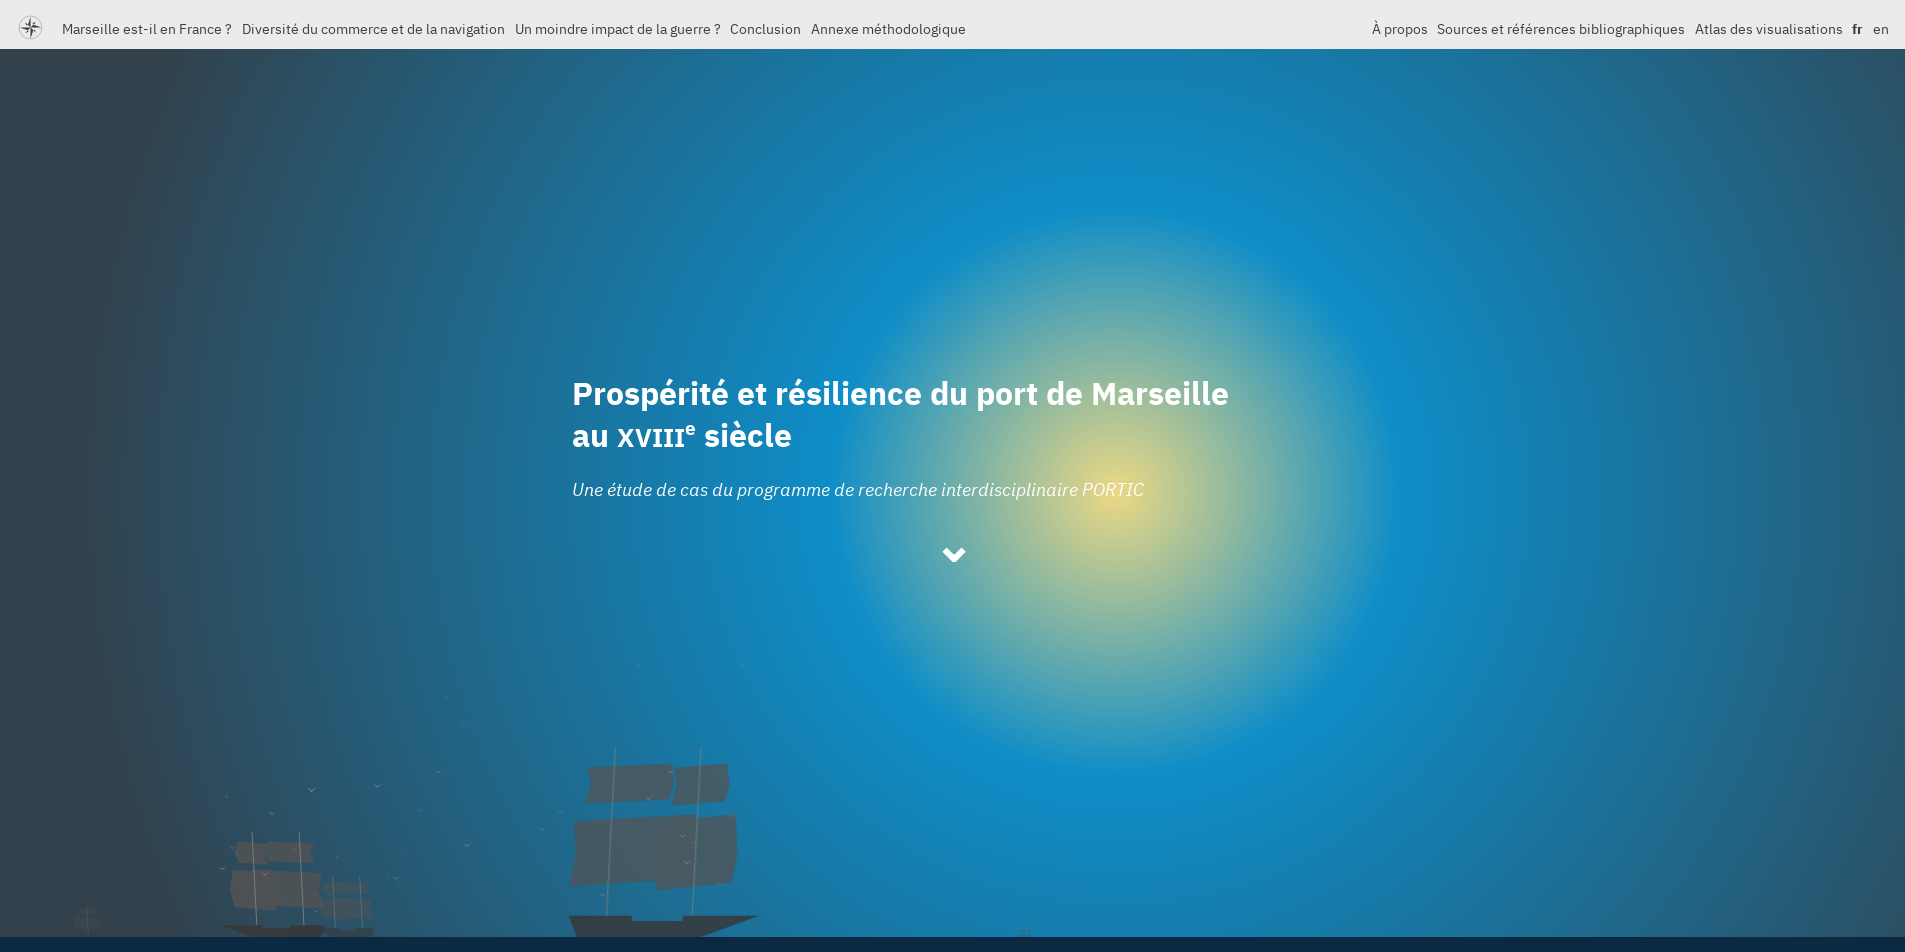 Marseille est-il en France ? Diversité du commerce et de la navigation Un moindre impact de la guerre ? Conclusion Annexe méthodologique À propos Sources et références bibliographiques Atlas des visualisations fr en
Prospérité et résilience du port de Marseille
au XVIIIe siècle
Une étude de cas du programme de recherche interdisciplinaire PORTIC